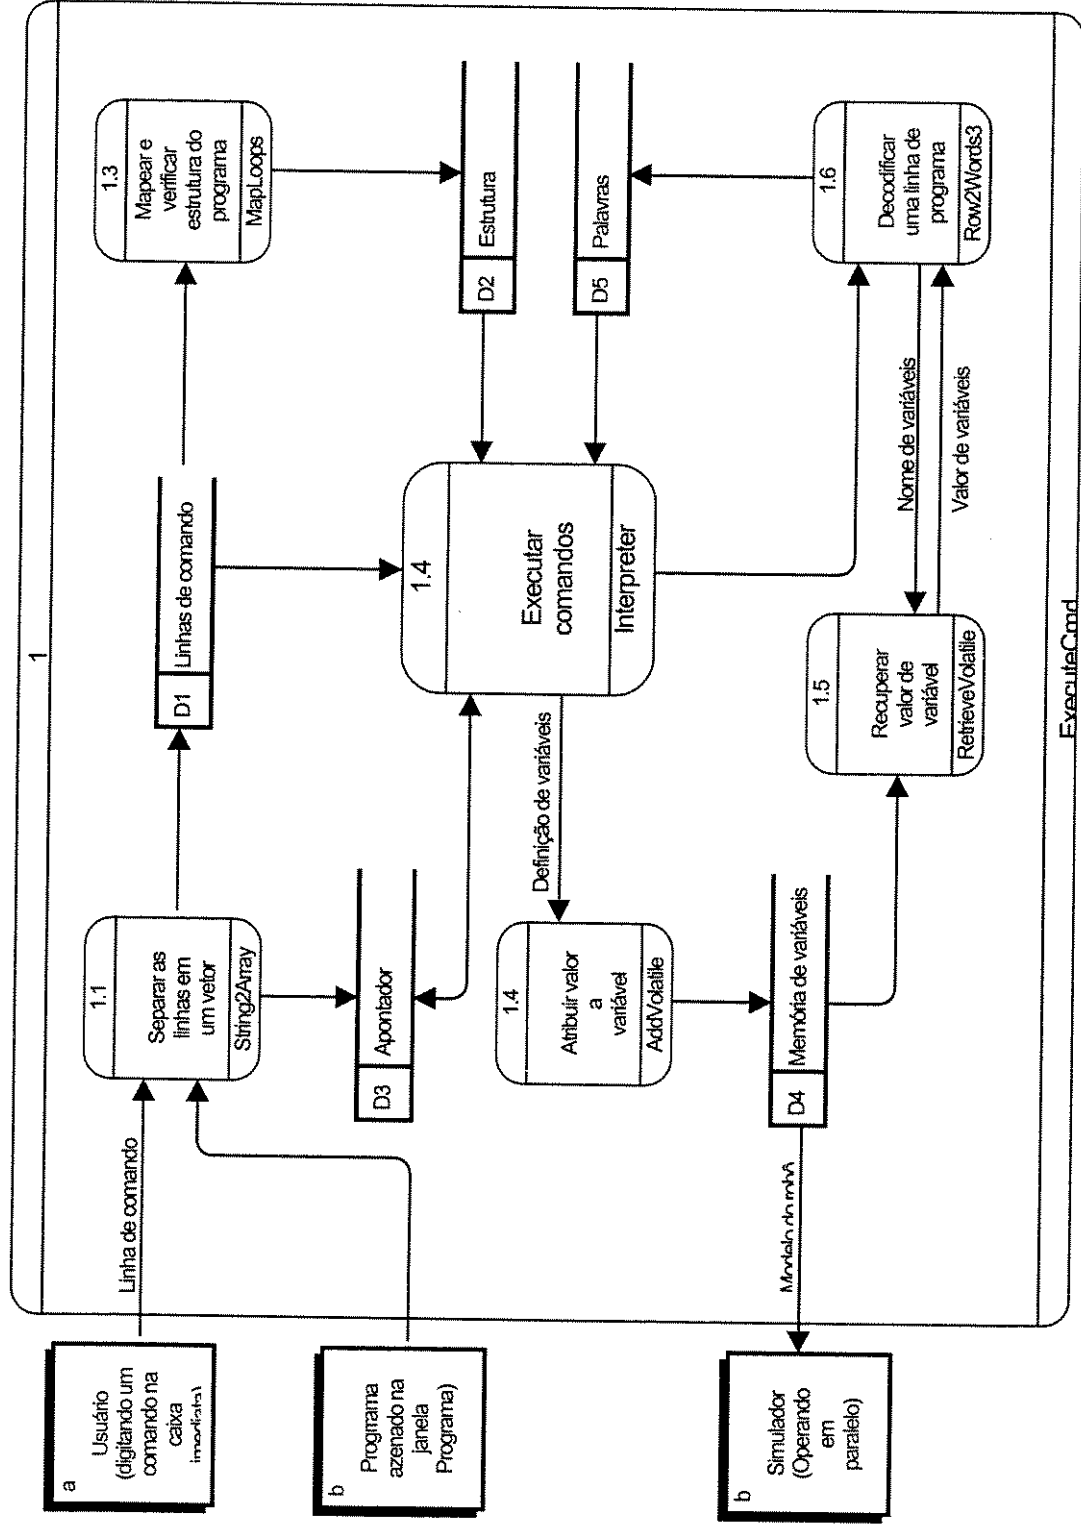 1
a
Usuário
(digitando um
comando na
caixa
Linha de comando
b
Programa
azenado na
janela
Programa)
b
Simulador
(Operando
em
paralelo)
1.1
Separar as
linhas em
um vetor
String2Array
D1
Linhas de comando
1.3
Mapear e
verificar
estrutura do
programa
MapLoops
D3
Apontador
D2
Estrutura
1.4
Executar
comandos
Interpreter
D5
Palavras
Definição de variáveis
1.4
Atribuir valor
a
variável
AddVolatile
D4
Memória de variáveis
1.5
Recuperar
valor de
variável
RetrieveVolatile
Nome de variáveis
Valor de variáveis
1.6
Decodificar
uma linha de
programa
Row2Words3
ExecuteCmd